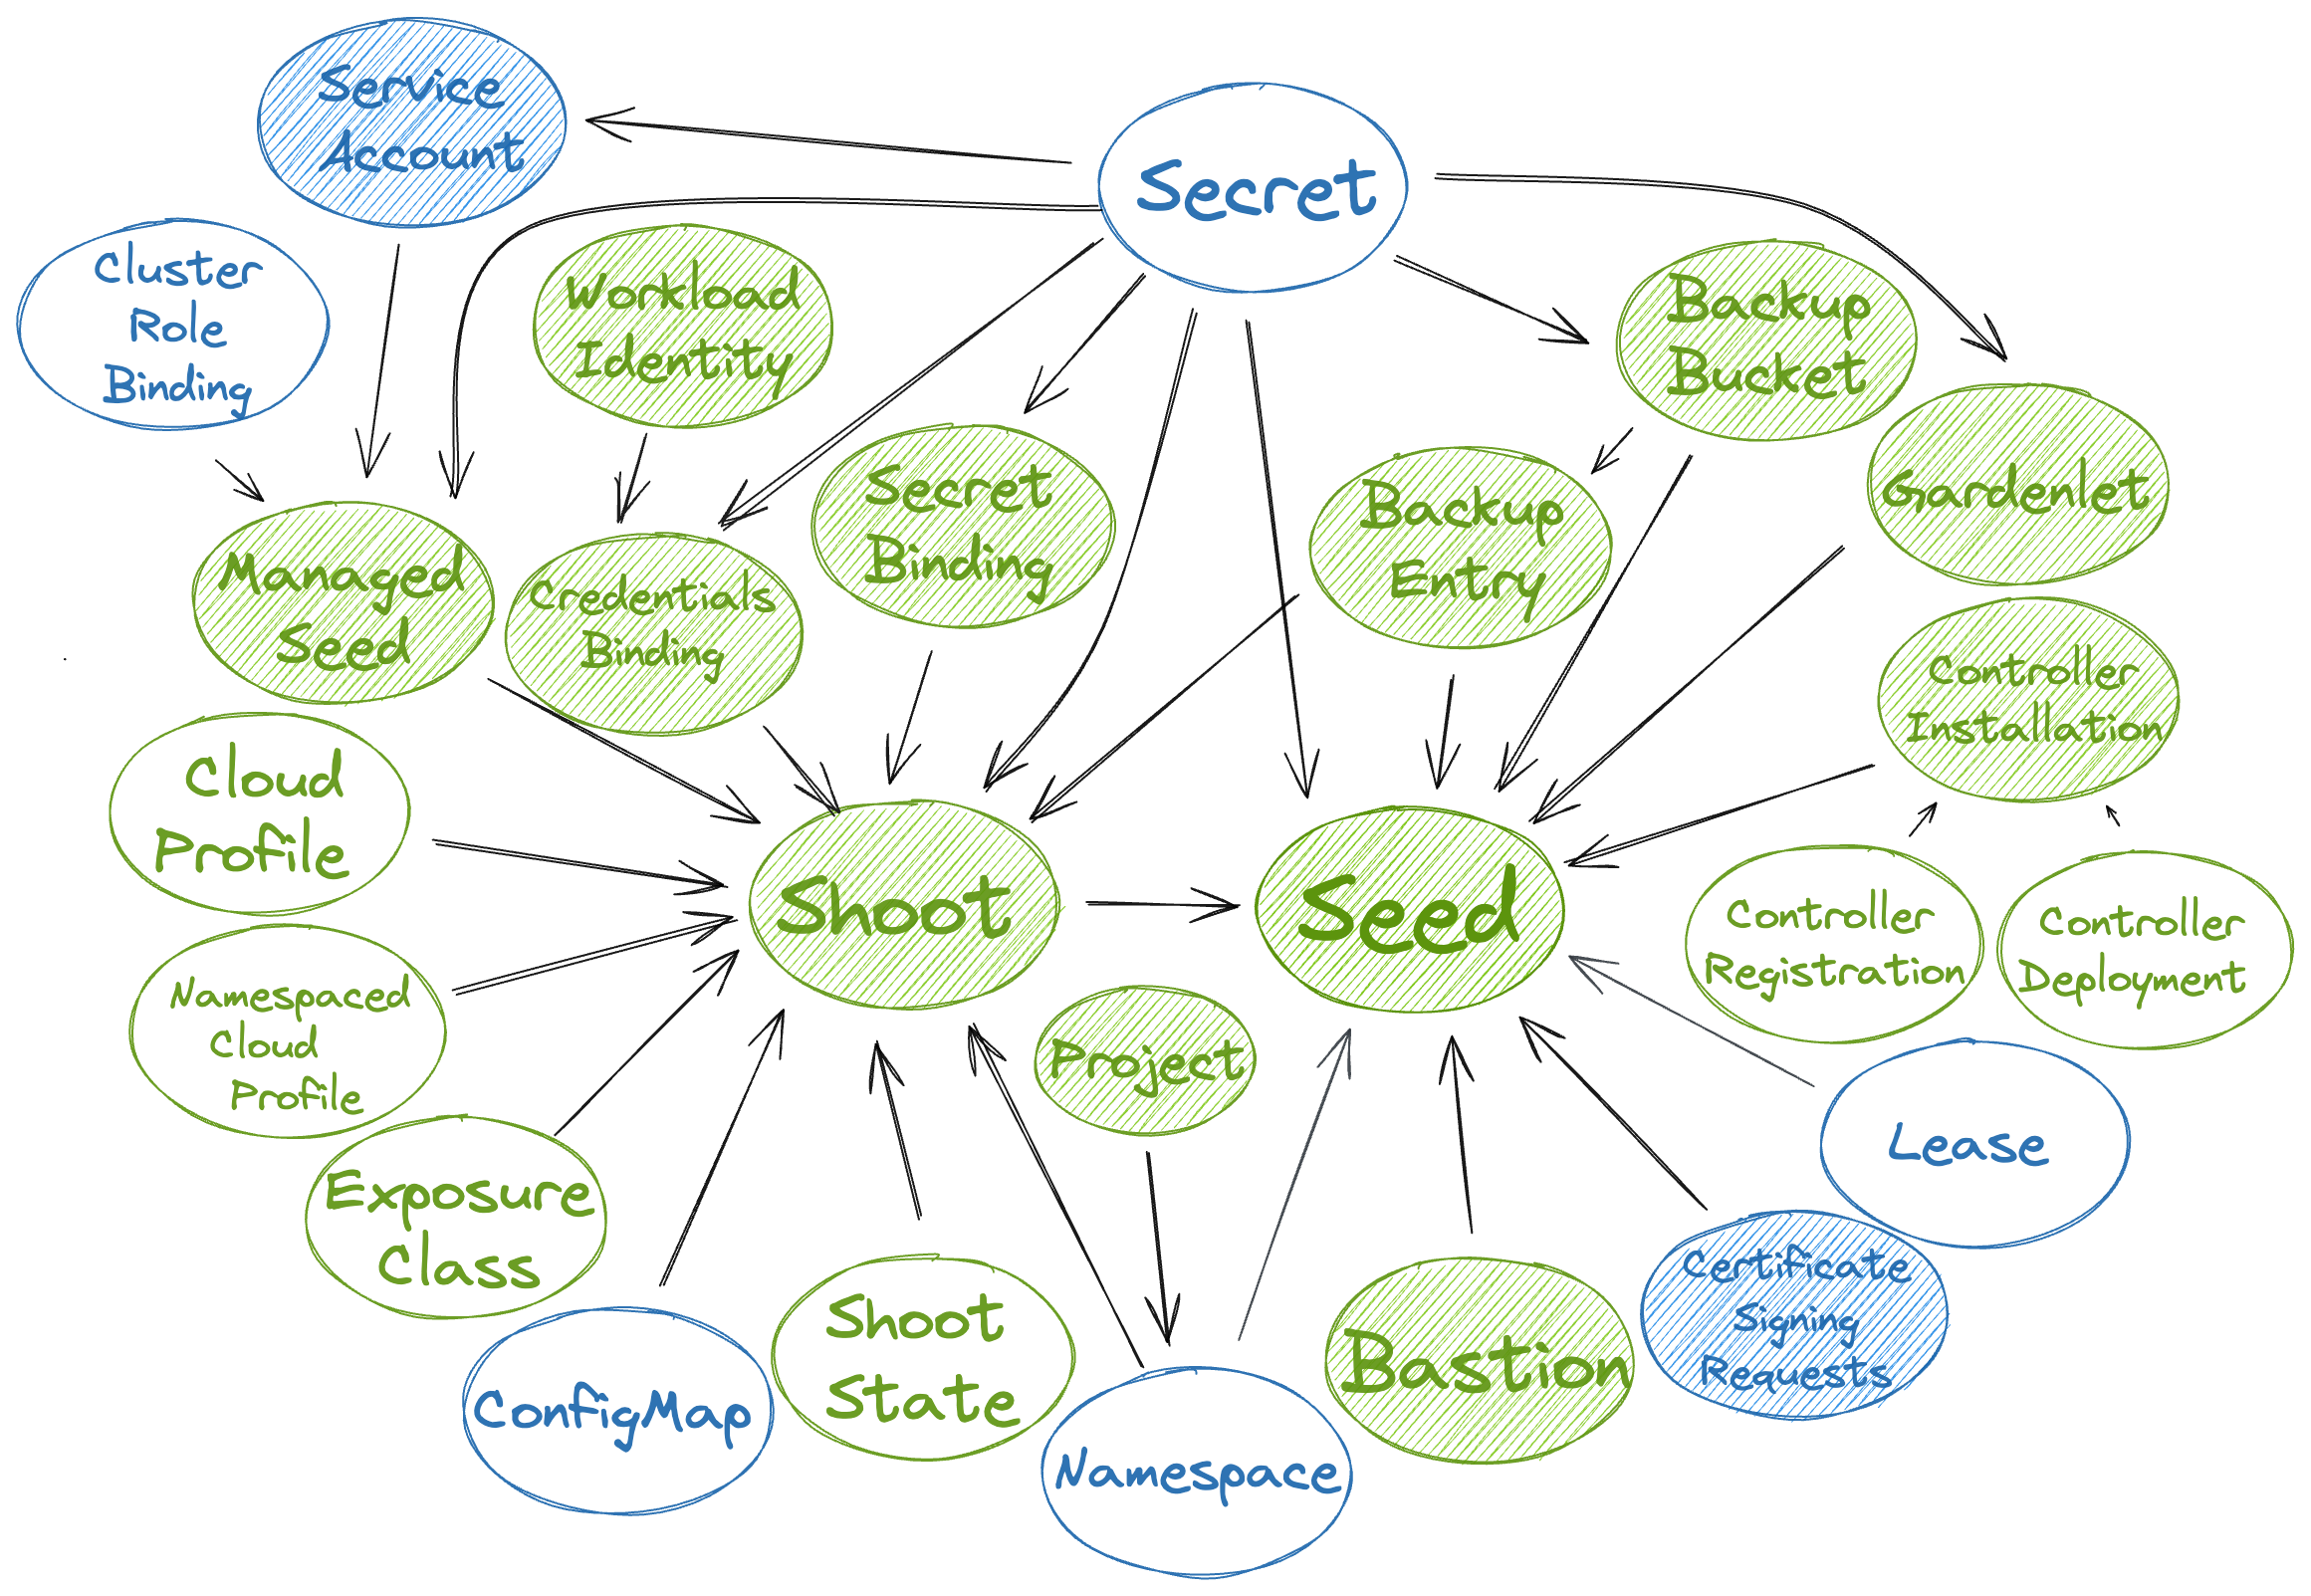 Service
Account
Secret
Cluster
Role
Binding
Workload
Identity
Backup
Bucket
Gardenlet
Secret
Binding
Backup
Entry
Managed
Seed
Credentials
Binding
Controller
Installation
Cloud
Profile
Shoot
Seed
Controller
Registration
Controller
Deployment
Namespaced
Cloud
Profile
Project
Lease
Exposure
Class
Certificate
Signing
Requests
Shoot
State
Bastion
ConfigMap
Namespace